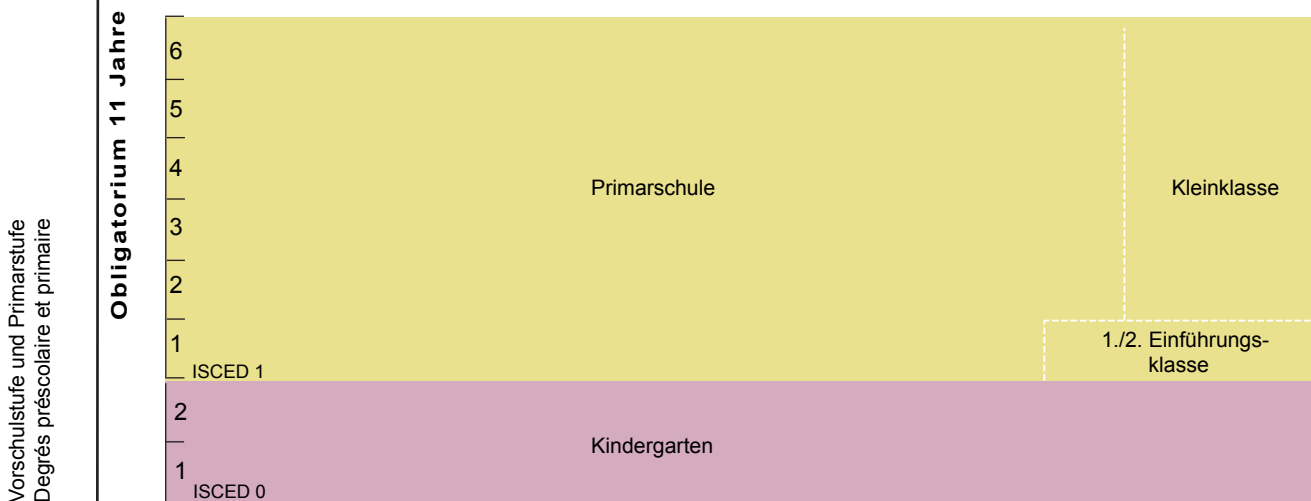 Vorschulstufe und Primarstufe
Degrés préscolaire et primaire
Obligatorium 11 Jahre
6
5
4
Primarschule
Kleinklasse
3
2
1
1./2. Einführungs-
klasse
ISCED 1
2
Kindergarten
1
ISCED 0